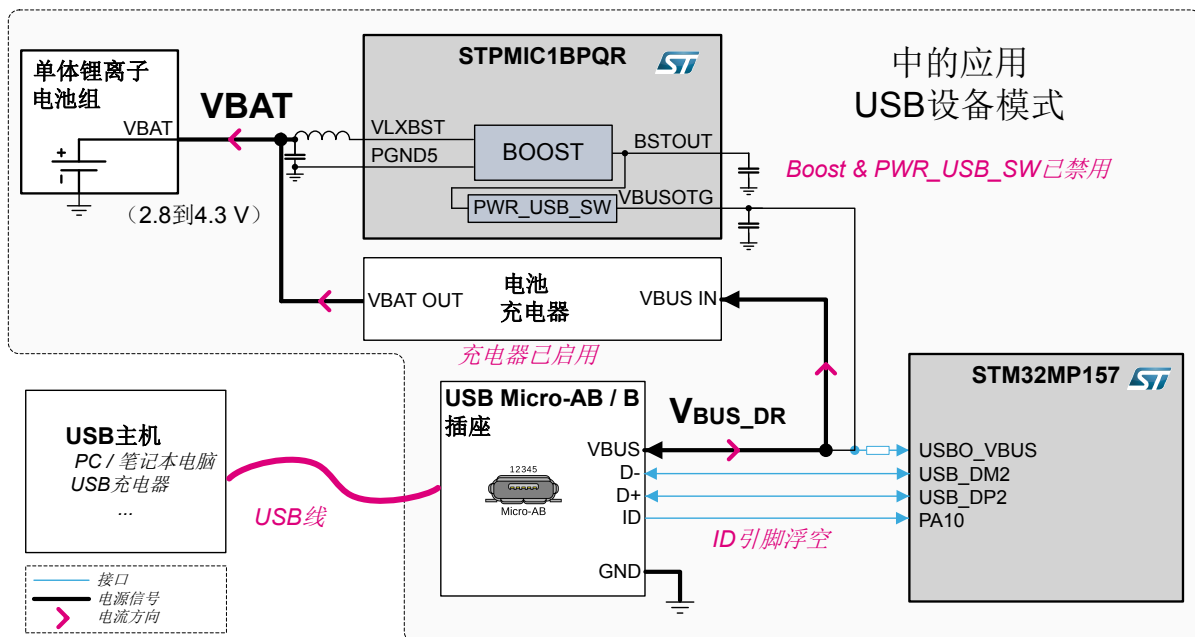 单体锂离子
电池组
VBAT
+
-
（2.8到4.3 V）
VBAT
STPMIC1BPQR
ST
VLXBST
PGND5
BOOST
BSTOUT
PWR_USB_SW
VBUSOTG
中的应用
USB设备模式
Boost & PWR_USB_SW已禁用
VBAT OUT
电池
充电器
VBUS IN
充电器已启用
USB主机
PC / 笔记本电脑
USB充电器
...
USB线
USB Micro-AB / B
插座
12345
Micro-AB
VBUS
D-
D+
ID
GND
VBUS_DR
ID引脚浮空
STM32MP157
ST
USBO_VBUS
USB_DM2
USB_DP2
PA10
接口
电源信号
电流方向